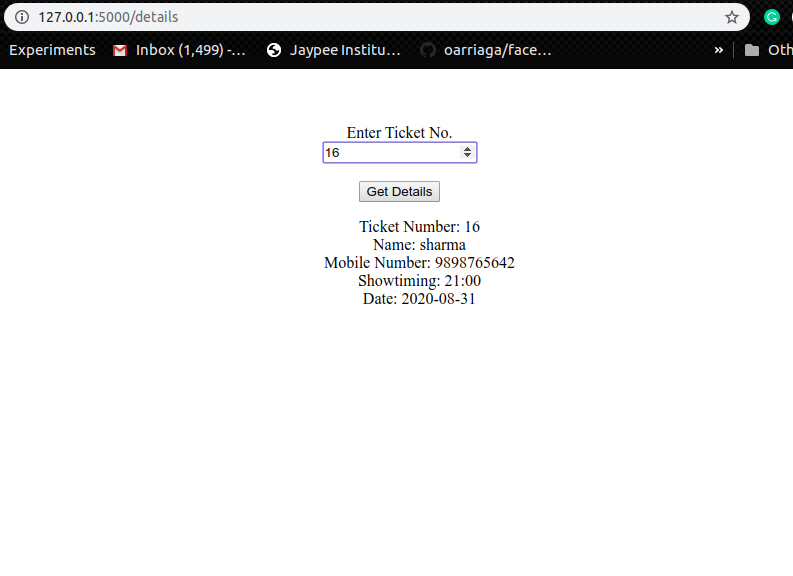 127.0.0.1:5000/details
Experiments Inbox (1,499) -... Jaypee Institu... oarriaga/face... » Oth
Enter Ticket No.
16
Get Details
Ticket Number: 16
Name: sharma
Mobile Number: 9898765642
Showtiming: 21:00
Date: 2020-08-31